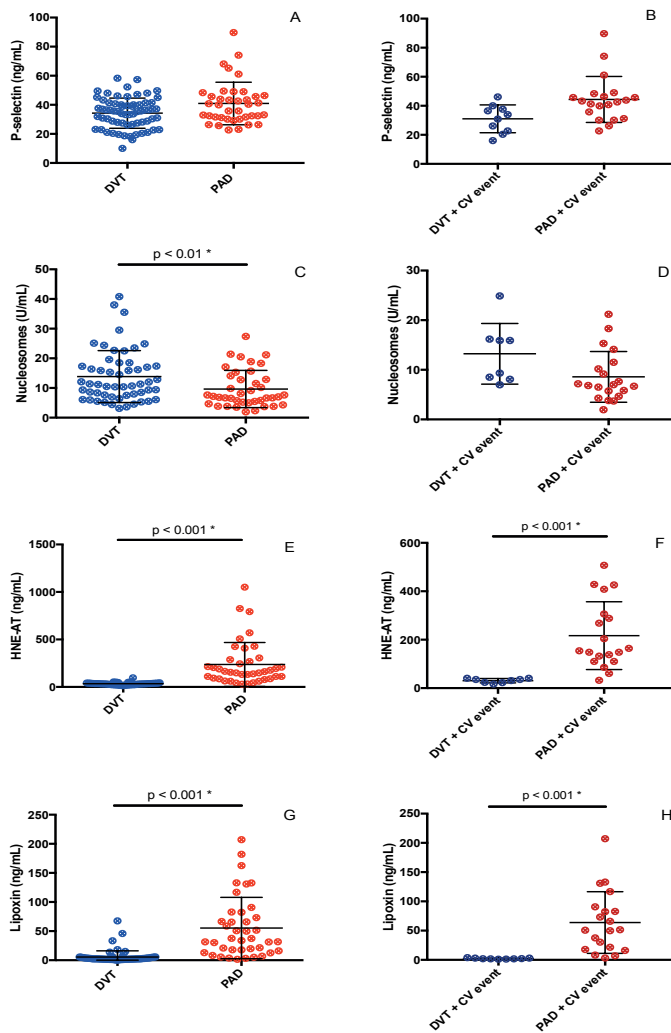 A
P-selectin (ng/mL)
100
80
60
40
20
0
DVT
PAD
B
P-selectin (ng/mL)
100
80
60
40
20
0
DVT + CV event
PAD + CV event
p < 0.01 *
C
Nucleosomes (U/mL)
50
40
30
20
10
0
DVT
PAD
D
Nucleosomes (U/mL)
30
20
10
0
DVT + CV event
PAD + CV event
p < 0.001 *
E
HNE-AT (ng/mL)
1500
1000
500
0
DVT
PAD
p < 0.001 *
F
HNE-AT (ng/mL)
600
400
200
0
DVT + CV event
PAD + CV event
p < 0.001 *
G
Lipoxin (ng/mL)
250
200
150
100
50
0
DVT
PAD
p < 0.001 *
H
Lipoxin (ng/mL)
250
200
150
100
50
0
DVT + CV event
PAD + CV event